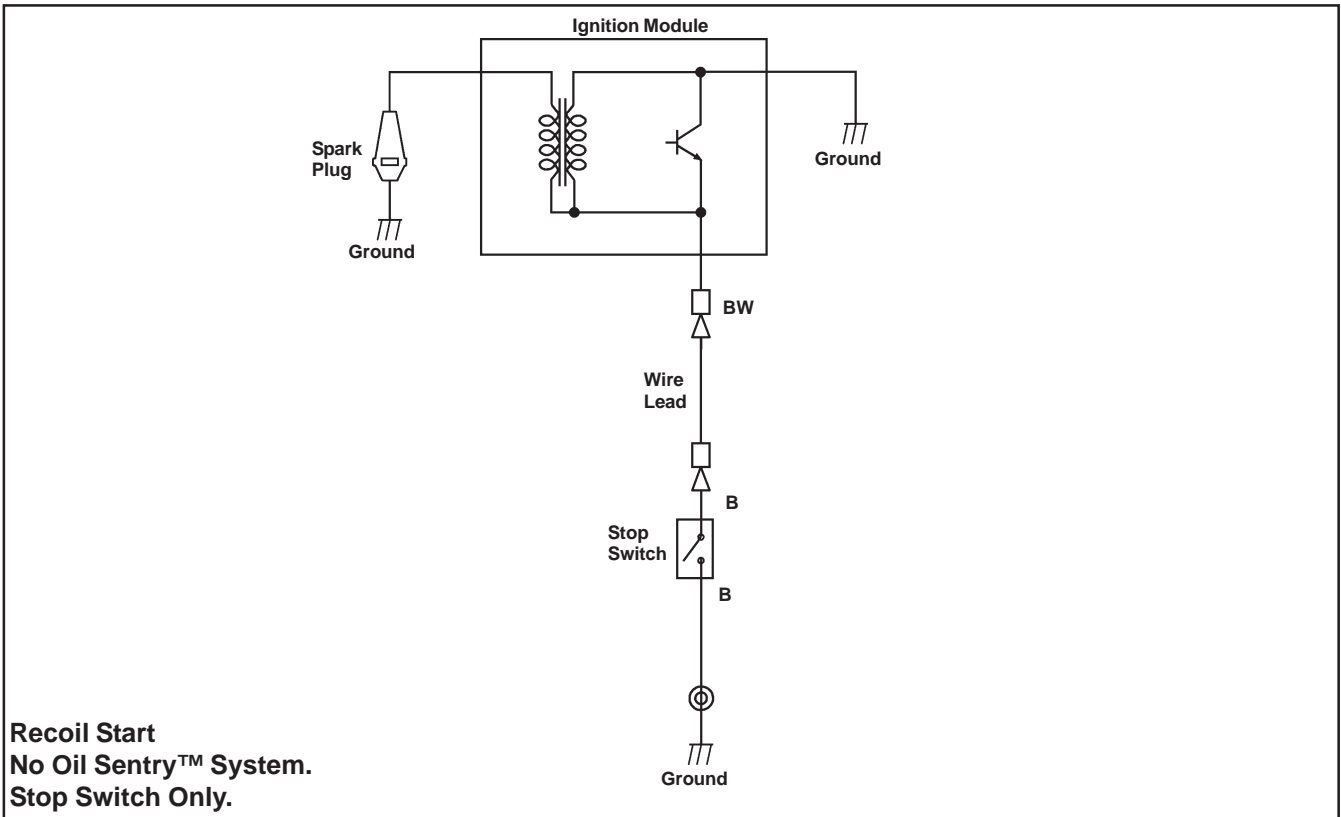 Ignition Module
Spark
Plug
Ground
Ground
BW
Wire
Lead
B
Stop
Switch
B
Ground
Recoil Start
No Oil Sentry™ System.
Stop Switch Only.